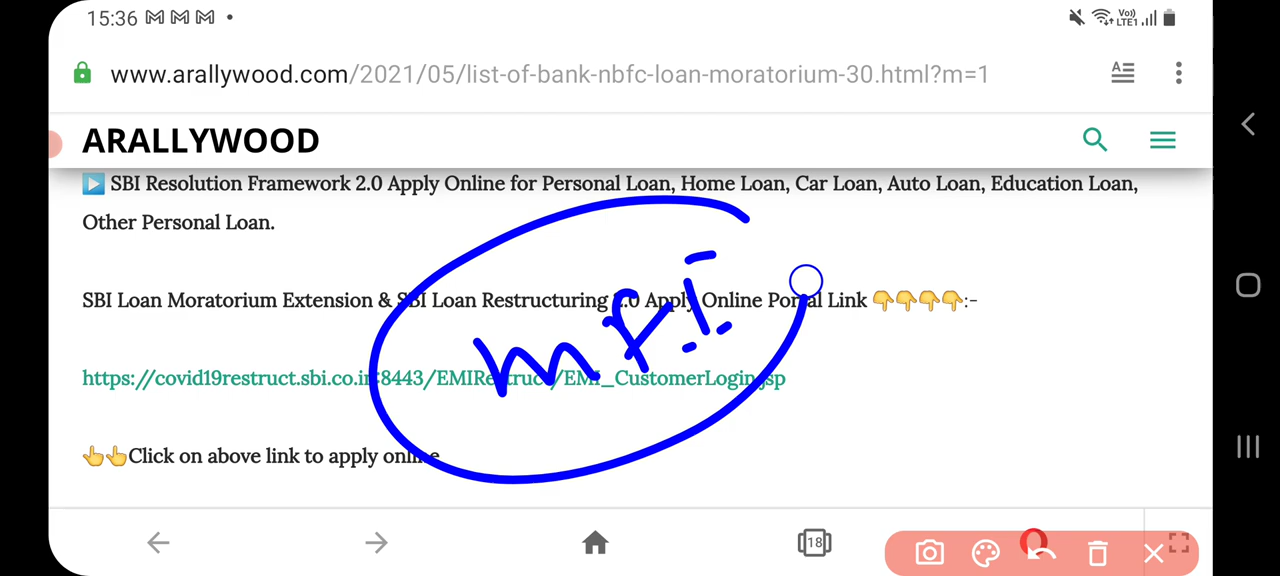 15:36
Vo)) LTE1
www.arallywood.com/2021/05/list-of-bank-nbfc-loan-moratorium-30.html?m=1
ARALLYWOOD
▶️ SBI Resolution Framework 2.0 Apply Online for Personal Loan, Home Loan, Car Loan, Auto Loan, Education Loan,
Other Personal Loan.
SBI Loan Moratorium Extension & SBI Loan Restructuring 2.0 Apply Online Portal Link 👇👇👇👇:-
https://covid19restruct.sbi.co.in:8443/EMIRestruct/EMI_CustomerLogin.jsp
👆👆Click on above link to apply online
18